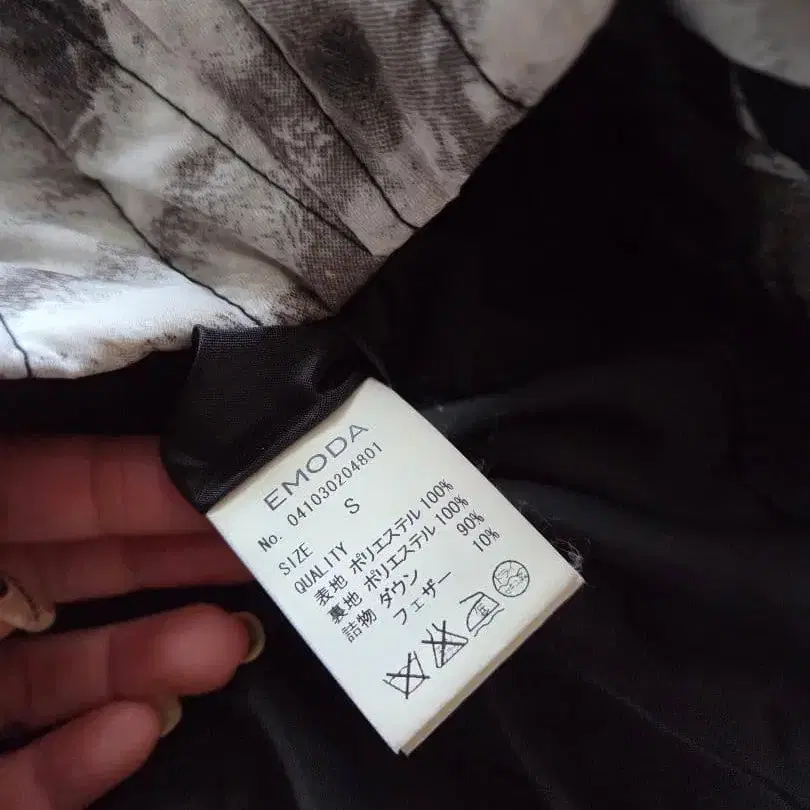 EMODA
No. 041030204801
SIZE S
QUALITY
表地 ポリエステル 100%
裏地 ポリエステル 100%
詰物 ダウン 90%
フェザー 10%